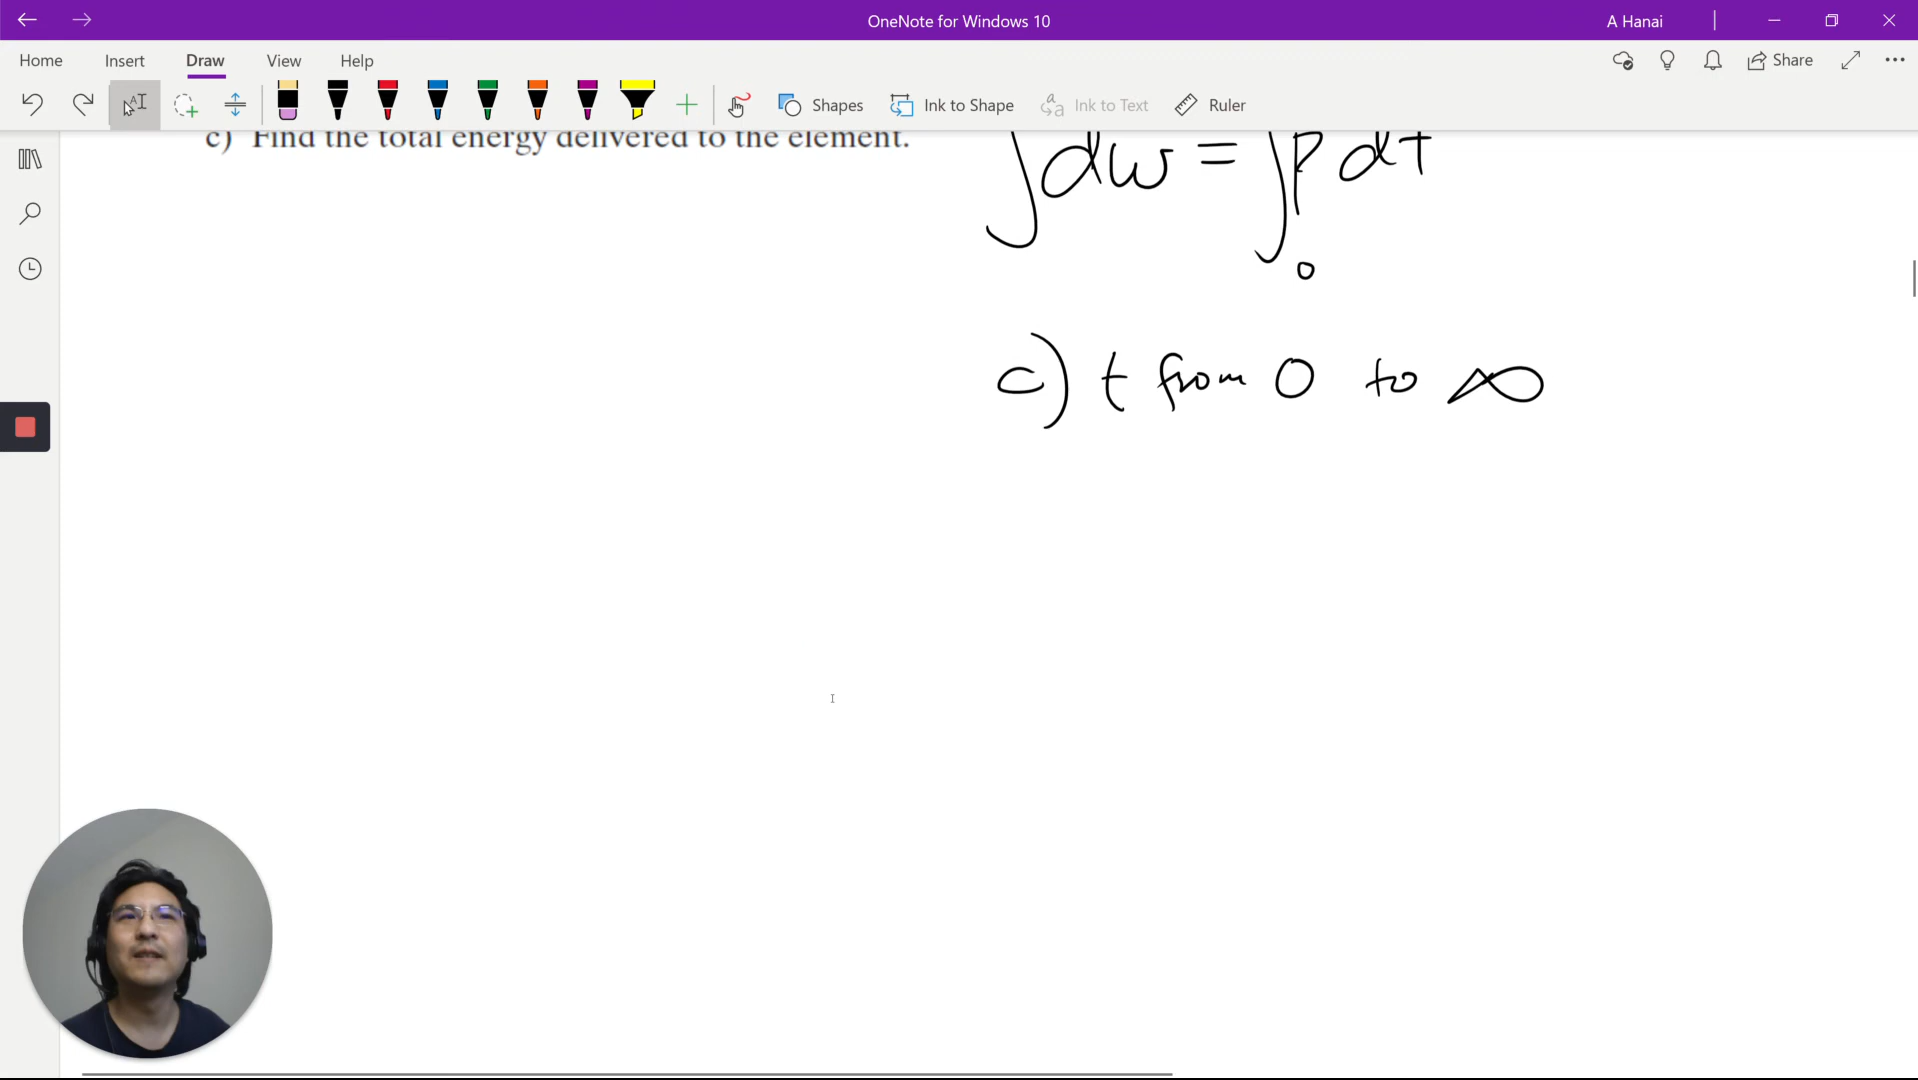 OneNote for Windows 10
A Hanai
Home Insert Draw View Help
Share
Shapes Ink to Shape Ink to Text Ruler
c) Find the total energy delivered to the element.
∫dw = ∫p dt
0
c) t from 0 to ∞